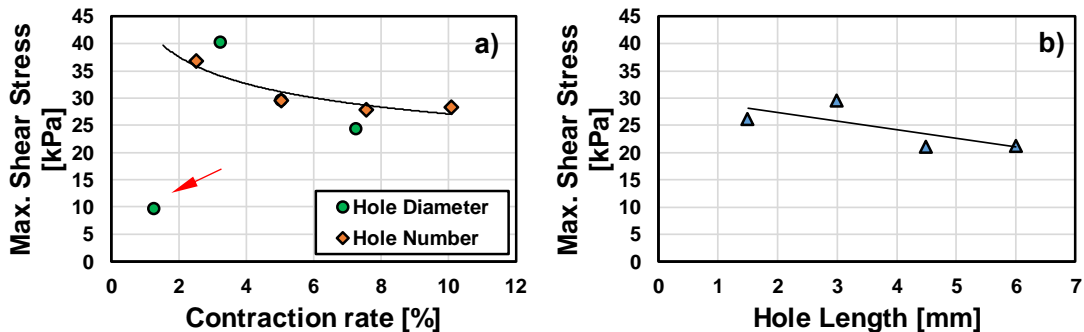 Max. Shear Stress
[kPa]
45
40
35
30
25
20
15
10
5
0
a)
Hole Diameter
Hole Number
0 2 4 6 8 10 12
Contraction rate [%]
Max. Shear Stress
[kPa]
45
40
35
30
25
20
15
10
5
0
b)
0 1 2 3 4 5 6 7
Hole Length [mm]